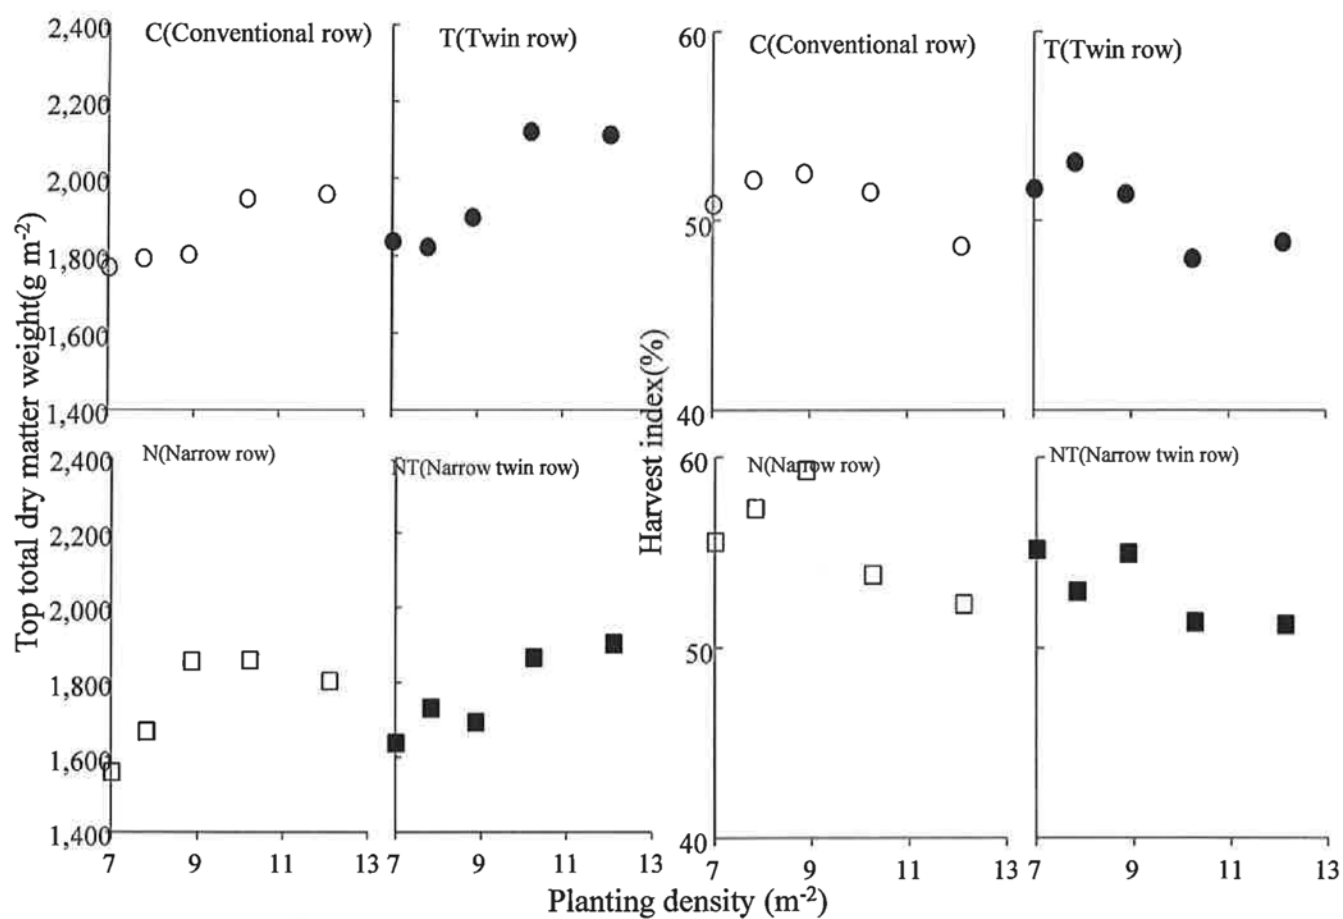 Top total dry matter weight(g m-2)
2,400
2,200
2,000
1,800
1,600
1,400
C(Conventional row)
T(Twin row)
2,400
2,200
2,000
1,800
1,600
1,400
N(Narrow row)
NT(Narrow twin row)
7 9 11 13 7 9 11 13
Harvest index(%)
60
50
40
C(Conventional row)
T(Twin row)
60
50
40
N(Narrow row)
NT(Narrow twin row)
7 9 11 13 7 9 11 13
Planting density (m-2)